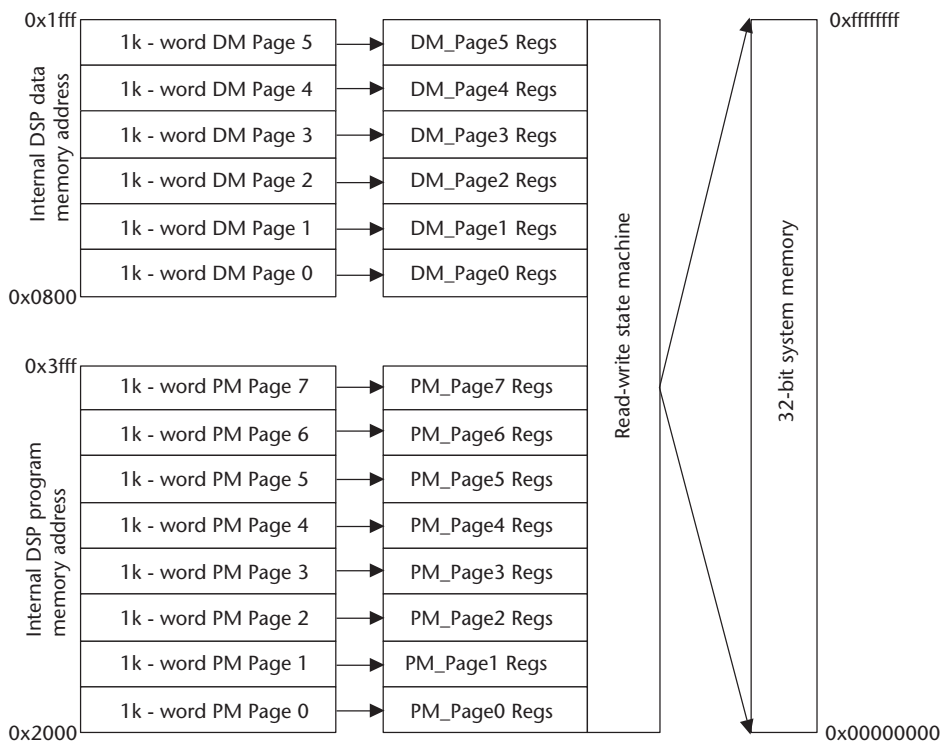 0x1fff
Internal DSP data
memory address
1k - word DM Page 5
1k - word DM Page 4
1k - word DM Page 3
1k - word DM Page 2
1k - word DM Page 1
1k - word DM Page 0
0x0800
DM_Page5 Regs
DM_Page4 Regs
DM_Page3 Regs
DM_Page2 Regs
DM_Page1 Regs
DM_Page0 Regs
0x3fff
Internal DSP program
memory address
1k - word PM Page 7
1k - word PM Page 6
1k - word PM Page 5
1k - word PM Page 4
1k - word PM Page 3
1k - word PM Page 2
1k - word PM Page 1
1k - word PM Page 0
0x2000
PM_Page7 Regs
PM_Page6 Regs
PM_Page5 Regs
PM_Page4 Regs
PM_Page3 Regs
PM_Page2 Regs
PM_Page1 Regs
PM_Page0 Regs
Read-write state machine
0xffffffff
32-bit system memory
0x00000000